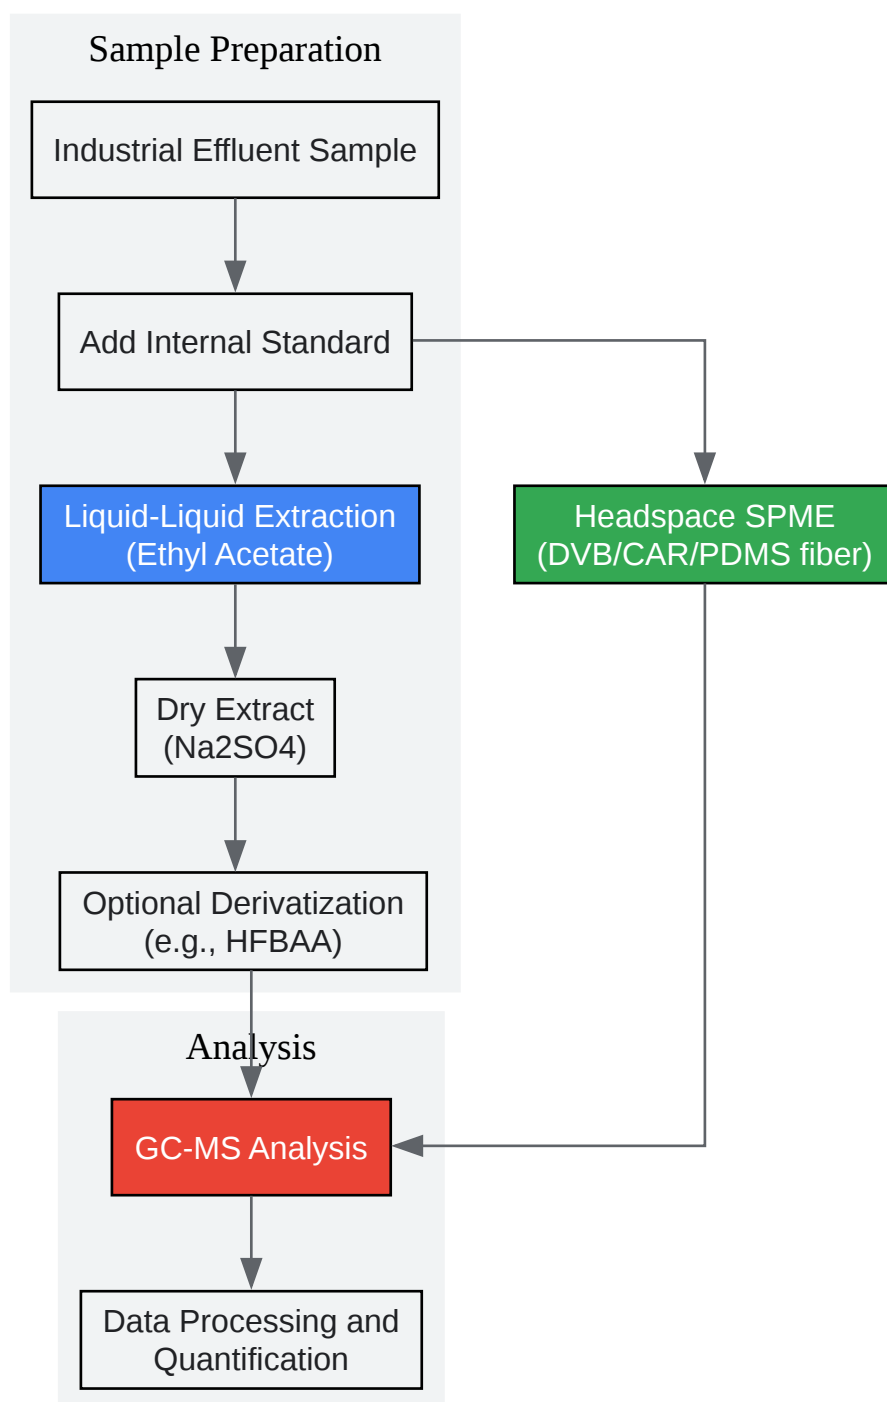 Sample Preparation
Industrial Effluent Sample
Add Internal Standard
Liquid-Liquid Extraction
(Ethyl Acetate)
Headspace SPME
(DVB/CAR/PDMS fiber)
Dry Extract
(Na2SO4)
Optional Derivatization
(e.g., HFBAA)
Analysis
GC-MS Analysis
Data Processing and
Quantification